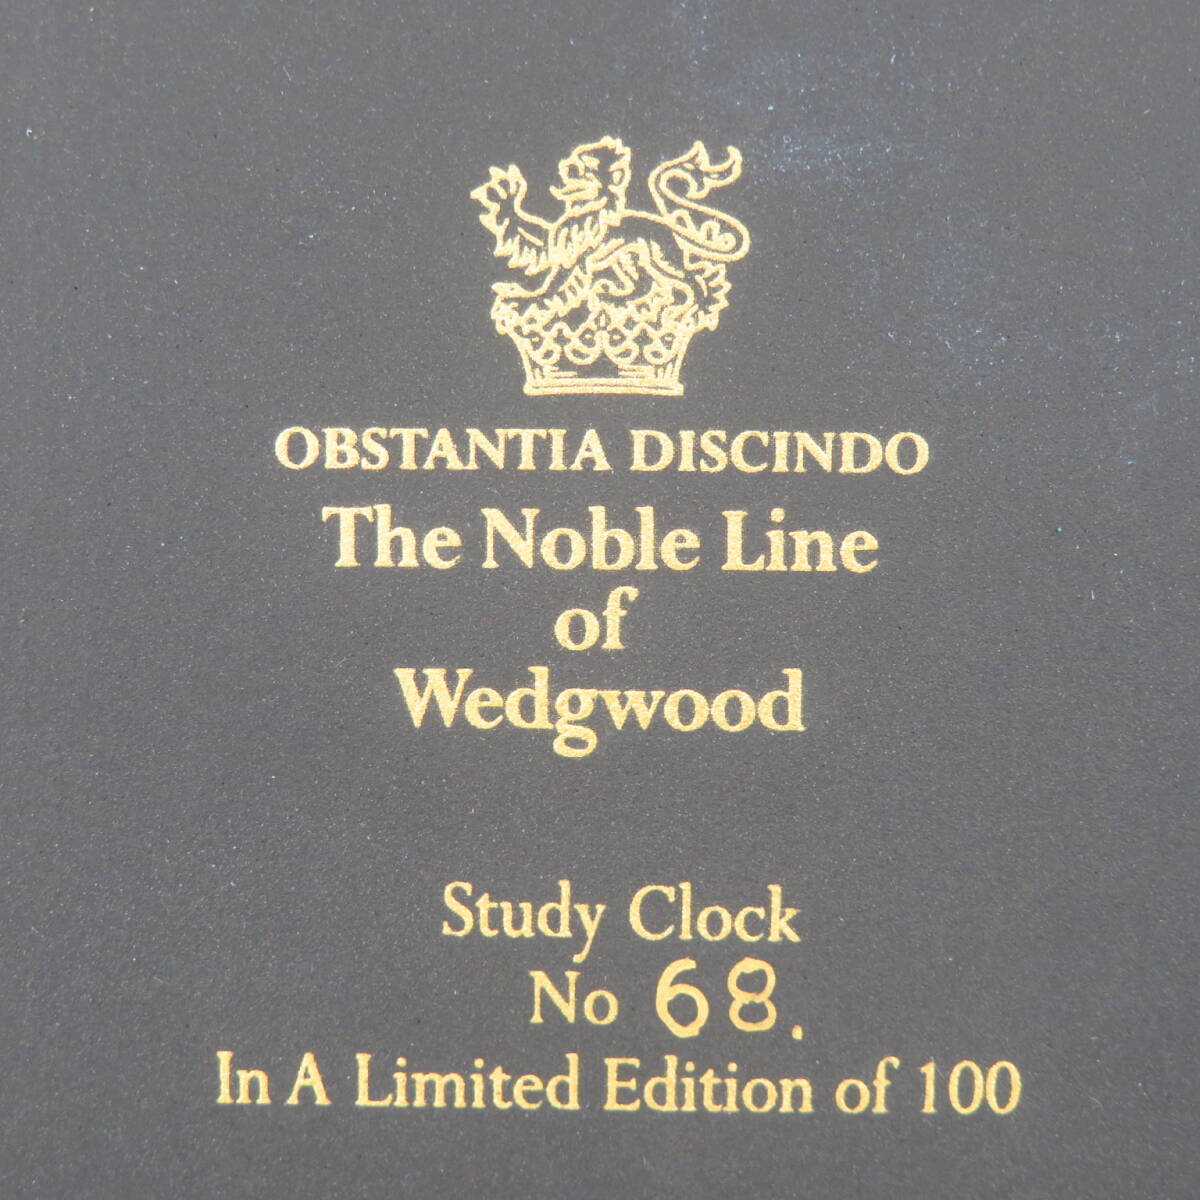 OBSTANTIA DISCINDO
The Noble Line
of
Wedgwood
Study Clock
No 68.
In A Limited Edition of 100